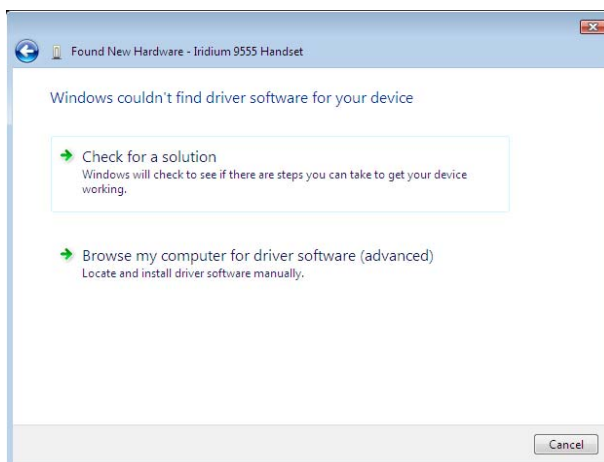 Found New Hardware - Iridium 9555 Handset
Windows couldn't find driver software for your device
Check for a solution
Windows will check to see if there are steps you can take to get your device
working.
Browse my computer for driver software (advanced)
Locate and install driver software manually.
Cancel